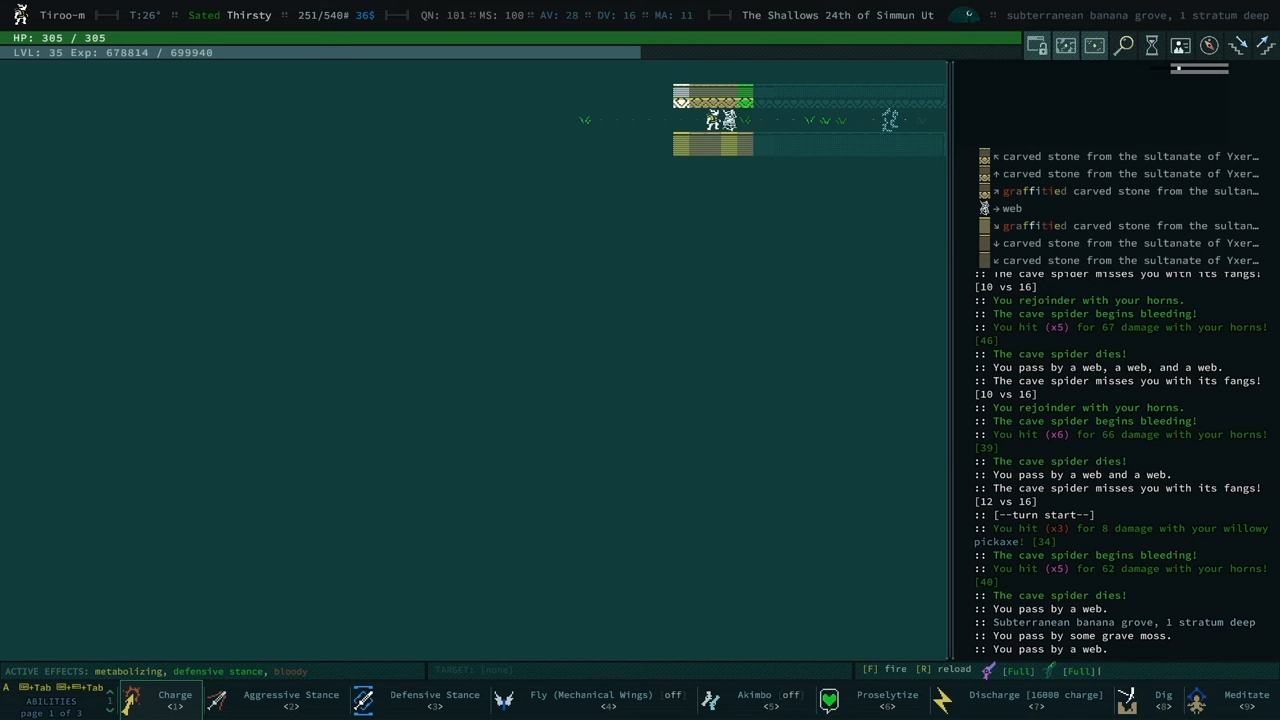 Tiroo-m T:26° Sated Thirsty 251/540# 36$ QN: 101 :: MS: 100 :: AV: 28 :: DV: 16 :: MA: 11 The Shallows 24th of Simmun Ut :: subterranean banana grove, 1 stratum deep
HP: 305 / 305
LVL: 35 Exp: 678814 / 699940
↖ carved stone from the sultanate of Yxer…
↑ carved stone from the sultanate of Yxer…
↗ graffitied carved stone from the sultan…
→ web
↘ graffitied carved stone from the sultan…
↓ carved stone from the sultanate of Yxer…
↙ carved stone from the sultanate of Yxer…
:: The cave spider misses you with its fangs!
[10 vs 16]
:: You rejoinder with your horns.
:: The cave spider begins bleeding!
:: You hit (x5) for 67 damage with your horns!
[46]
:: The cave spider dies!
:: You pass by a web, a web, and a web.
:: The cave spider misses you with its fangs!
[10 vs 16]
:: You rejoinder with your horns.
:: The cave spider begins bleeding!
:: You hit (x6) for 66 damage with your horns!
[39]
:: The cave spider dies!
:: You pass by a web and a web.
:: The cave spider misses you with its fangs!
[12 vs 16]
:: [--turn start--]
:: You hit (x3) for 8 damage with your willowy
pickaxe! [34]
:: The cave spider begins bleeding!
:: You hit (x5) for 62 damage with your horns!
[40]
:: The cave spider dies!
:: You pass by a web.
:: Subterranean banana grove, 1 stratum deep
:: You pass by some grave moss.
:: You pass by a web.
ACTIVE EFFECTS: metabolizing, defensive stance, bloody
TARGET: [none]
[F] fire [R] reload [Full] [Full]
A +Tab +Tab
ABILITIES 1
page 1 of 3
Charge <1>
Aggressive Stance <2>
Defensive Stance <3>
Fly (Mechanical Wings) [off] <4>
Akimbo [off] <5>
Proselytize <6>
Discharge [16000 charge] <7>
Dig <8>
Meditate <9>